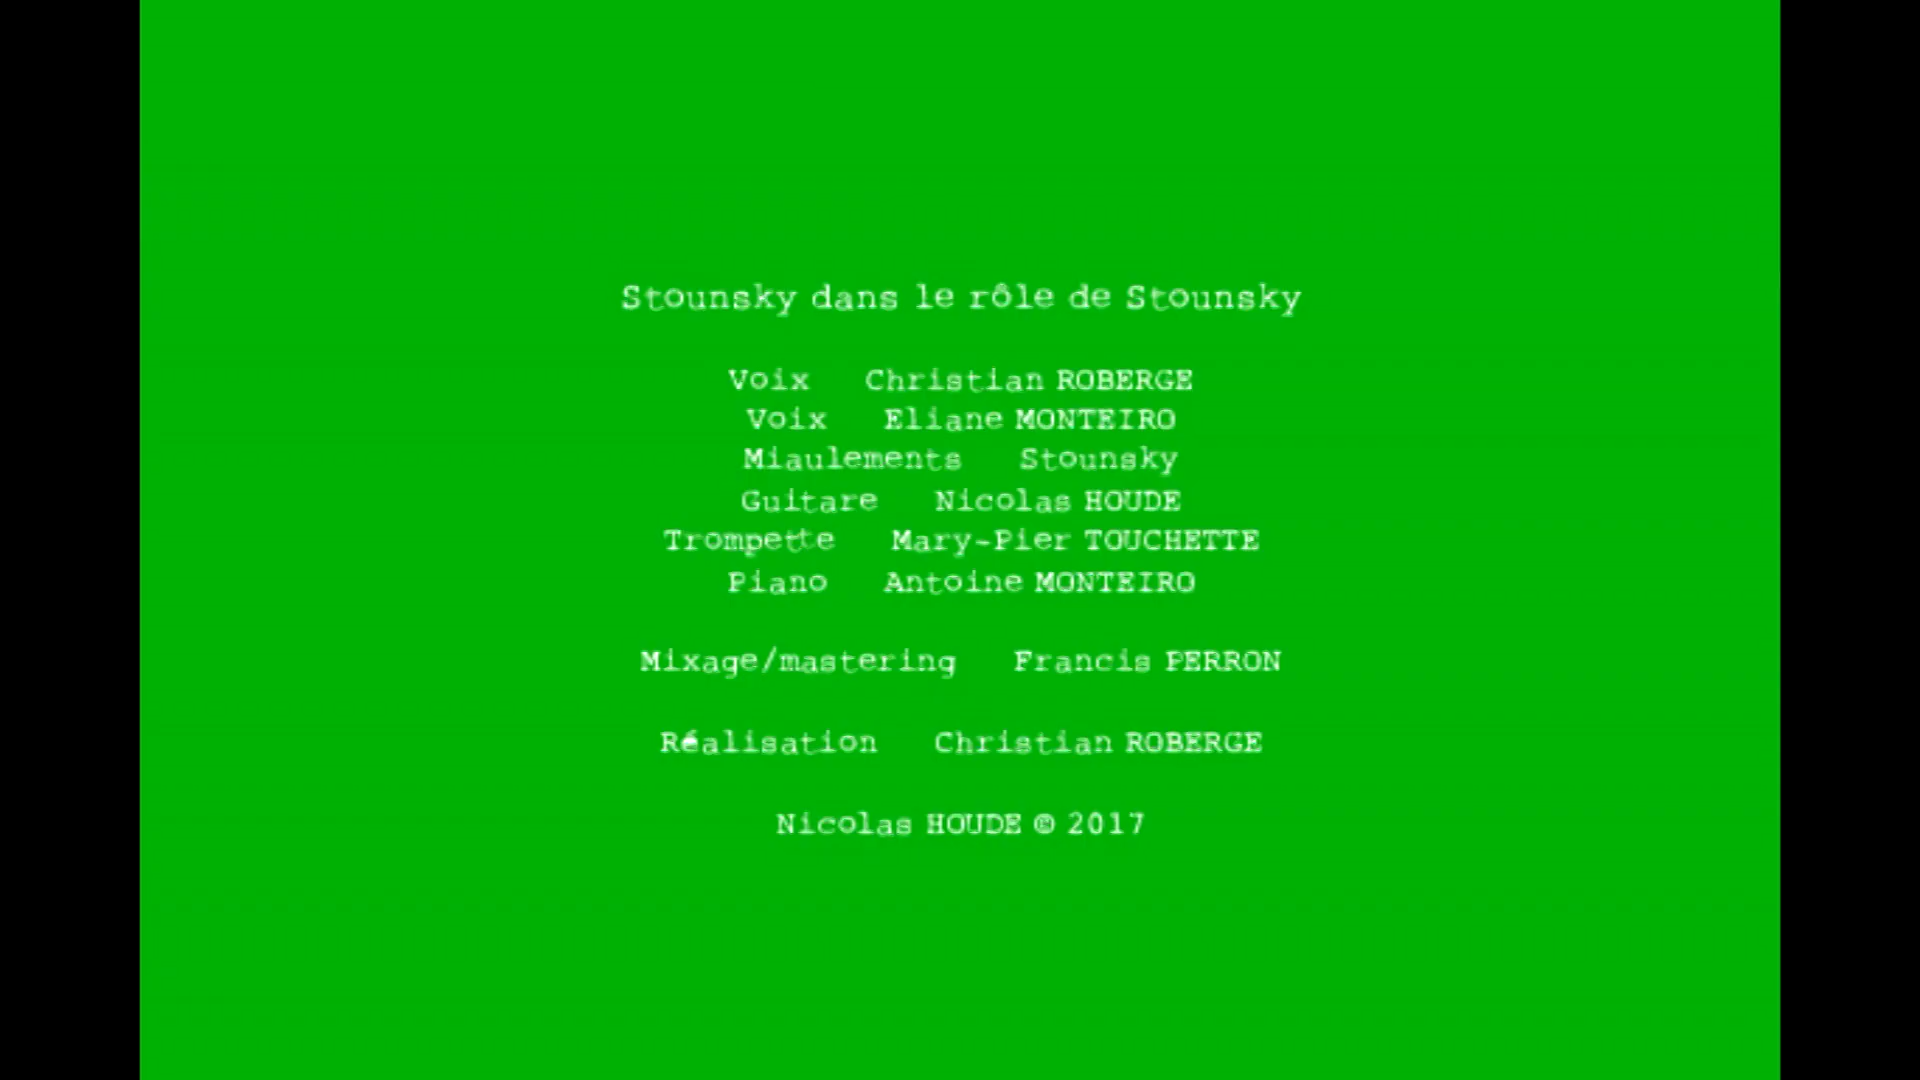 Stounsky dans le rôle de Stounsky
Voix Christian ROBERGE
Voix Eliane MONTEIRO
Miaulements Stounsky
Guitare Nicolas HOUDE
Trompette Mary-Pier TOUCHETTE
Piano Antoine MONTEIRO
Mixage/mastering Francis PERRON
Réalisation Christian ROBERGE
Nicolas HOUDE © 2017